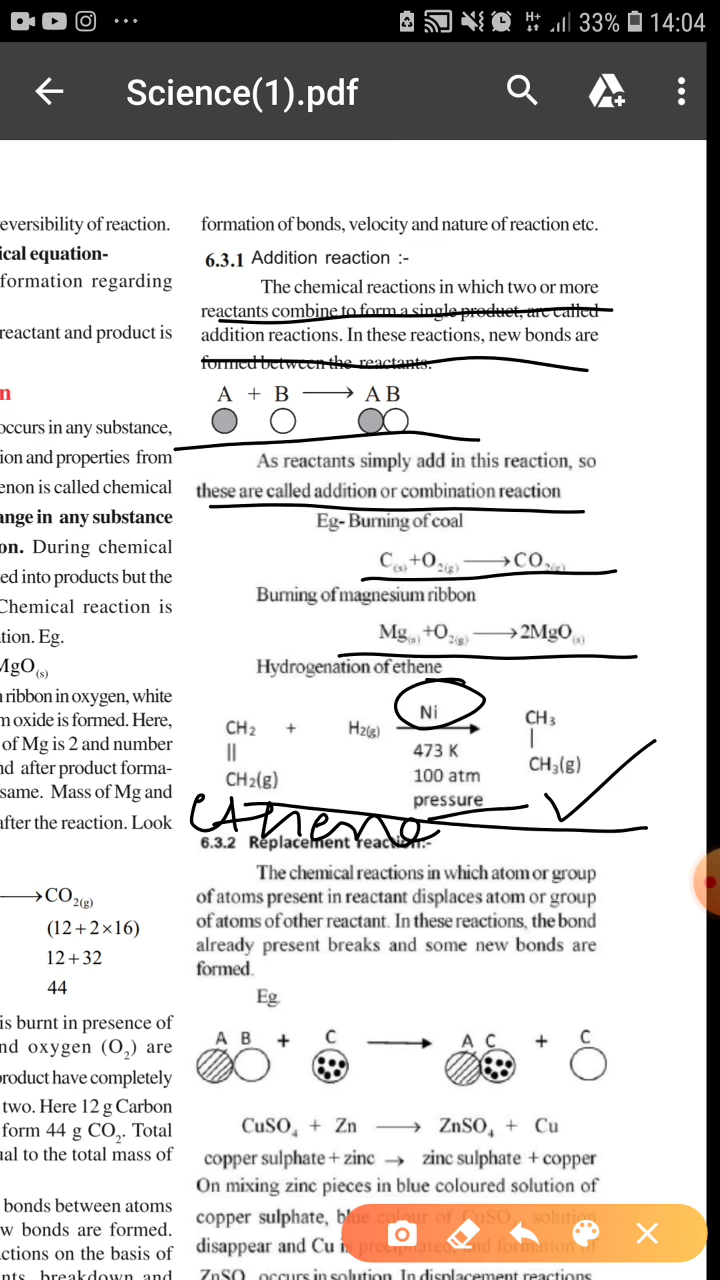 33% 14:04
Science(1).pdf
eversibility of reaction.
ical equation-
formation regarding
reactant and product is
n
occurs in any substance,
ion and properties from
enon is called chemical
ange in any substance
on. During chemical
ed into products but the
Chemical reaction is
tion. Eg.
MgO(s)
n ribbon in oxygen, white
m oxide is formed. Here,
of Mg is 2 and number
nd after product forma-
same. Mass of Mg and
after the reaction. Look
→CO₂(g)
(12+2×16)
12+32
44
is burnt in presence of
nd oxygen (O₂) are
product have completely
two. Here 12 g Carbon
form 44 g CO₂. Total
ual to the total mass of
bonds between atoms
w bonds are formed.
ctions on the basis of
nts, breakdown and
formation of bonds, velocity and nature of reaction etc.
6.3.1 Addition reaction :-
The chemical reactions in which two or more
reactants combine to form a single product, are called
addition reactions. In these reactions, new bonds are
formed between the reactants.
A + B ⟶ A B
As reactants simply add in this reaction, so
these are called addition or combination reaction
Eg- Burning of coal
C(s)+O₂(g)⟶CO₂(g)
Burning of magnesium ribbon
Mg(s)+O₂(g)⟶2MgO(s)
Hydrogenation of ethene
Ni
CH₂ + H₂(g) ⟶ CH₃
|| 473 K |
CH₂(g) 100 atm CH₃(g)
pressure
ethene
6.3.2 Replacement reaction:-
The chemical reactions in which atom or group
of atoms present in reactant displaces atom or group
of atoms of other reactant. In these reactions, the bond
already present breaks and some new bonds are
formed.
Eg.
A B + C ⟶ A C + C
CuSO₄ + Zn ⟶ ZnSO₄ + Cu
copper sulphate + zinc → zinc sulphate + copper
On mixing zinc pieces in blue coloured solution of
copper sulphate, blue colour of CuSO₄ solution
disappear and Cu is precipitated and formation of
ZnSO₄ occurs in solution. In displacement reactions,